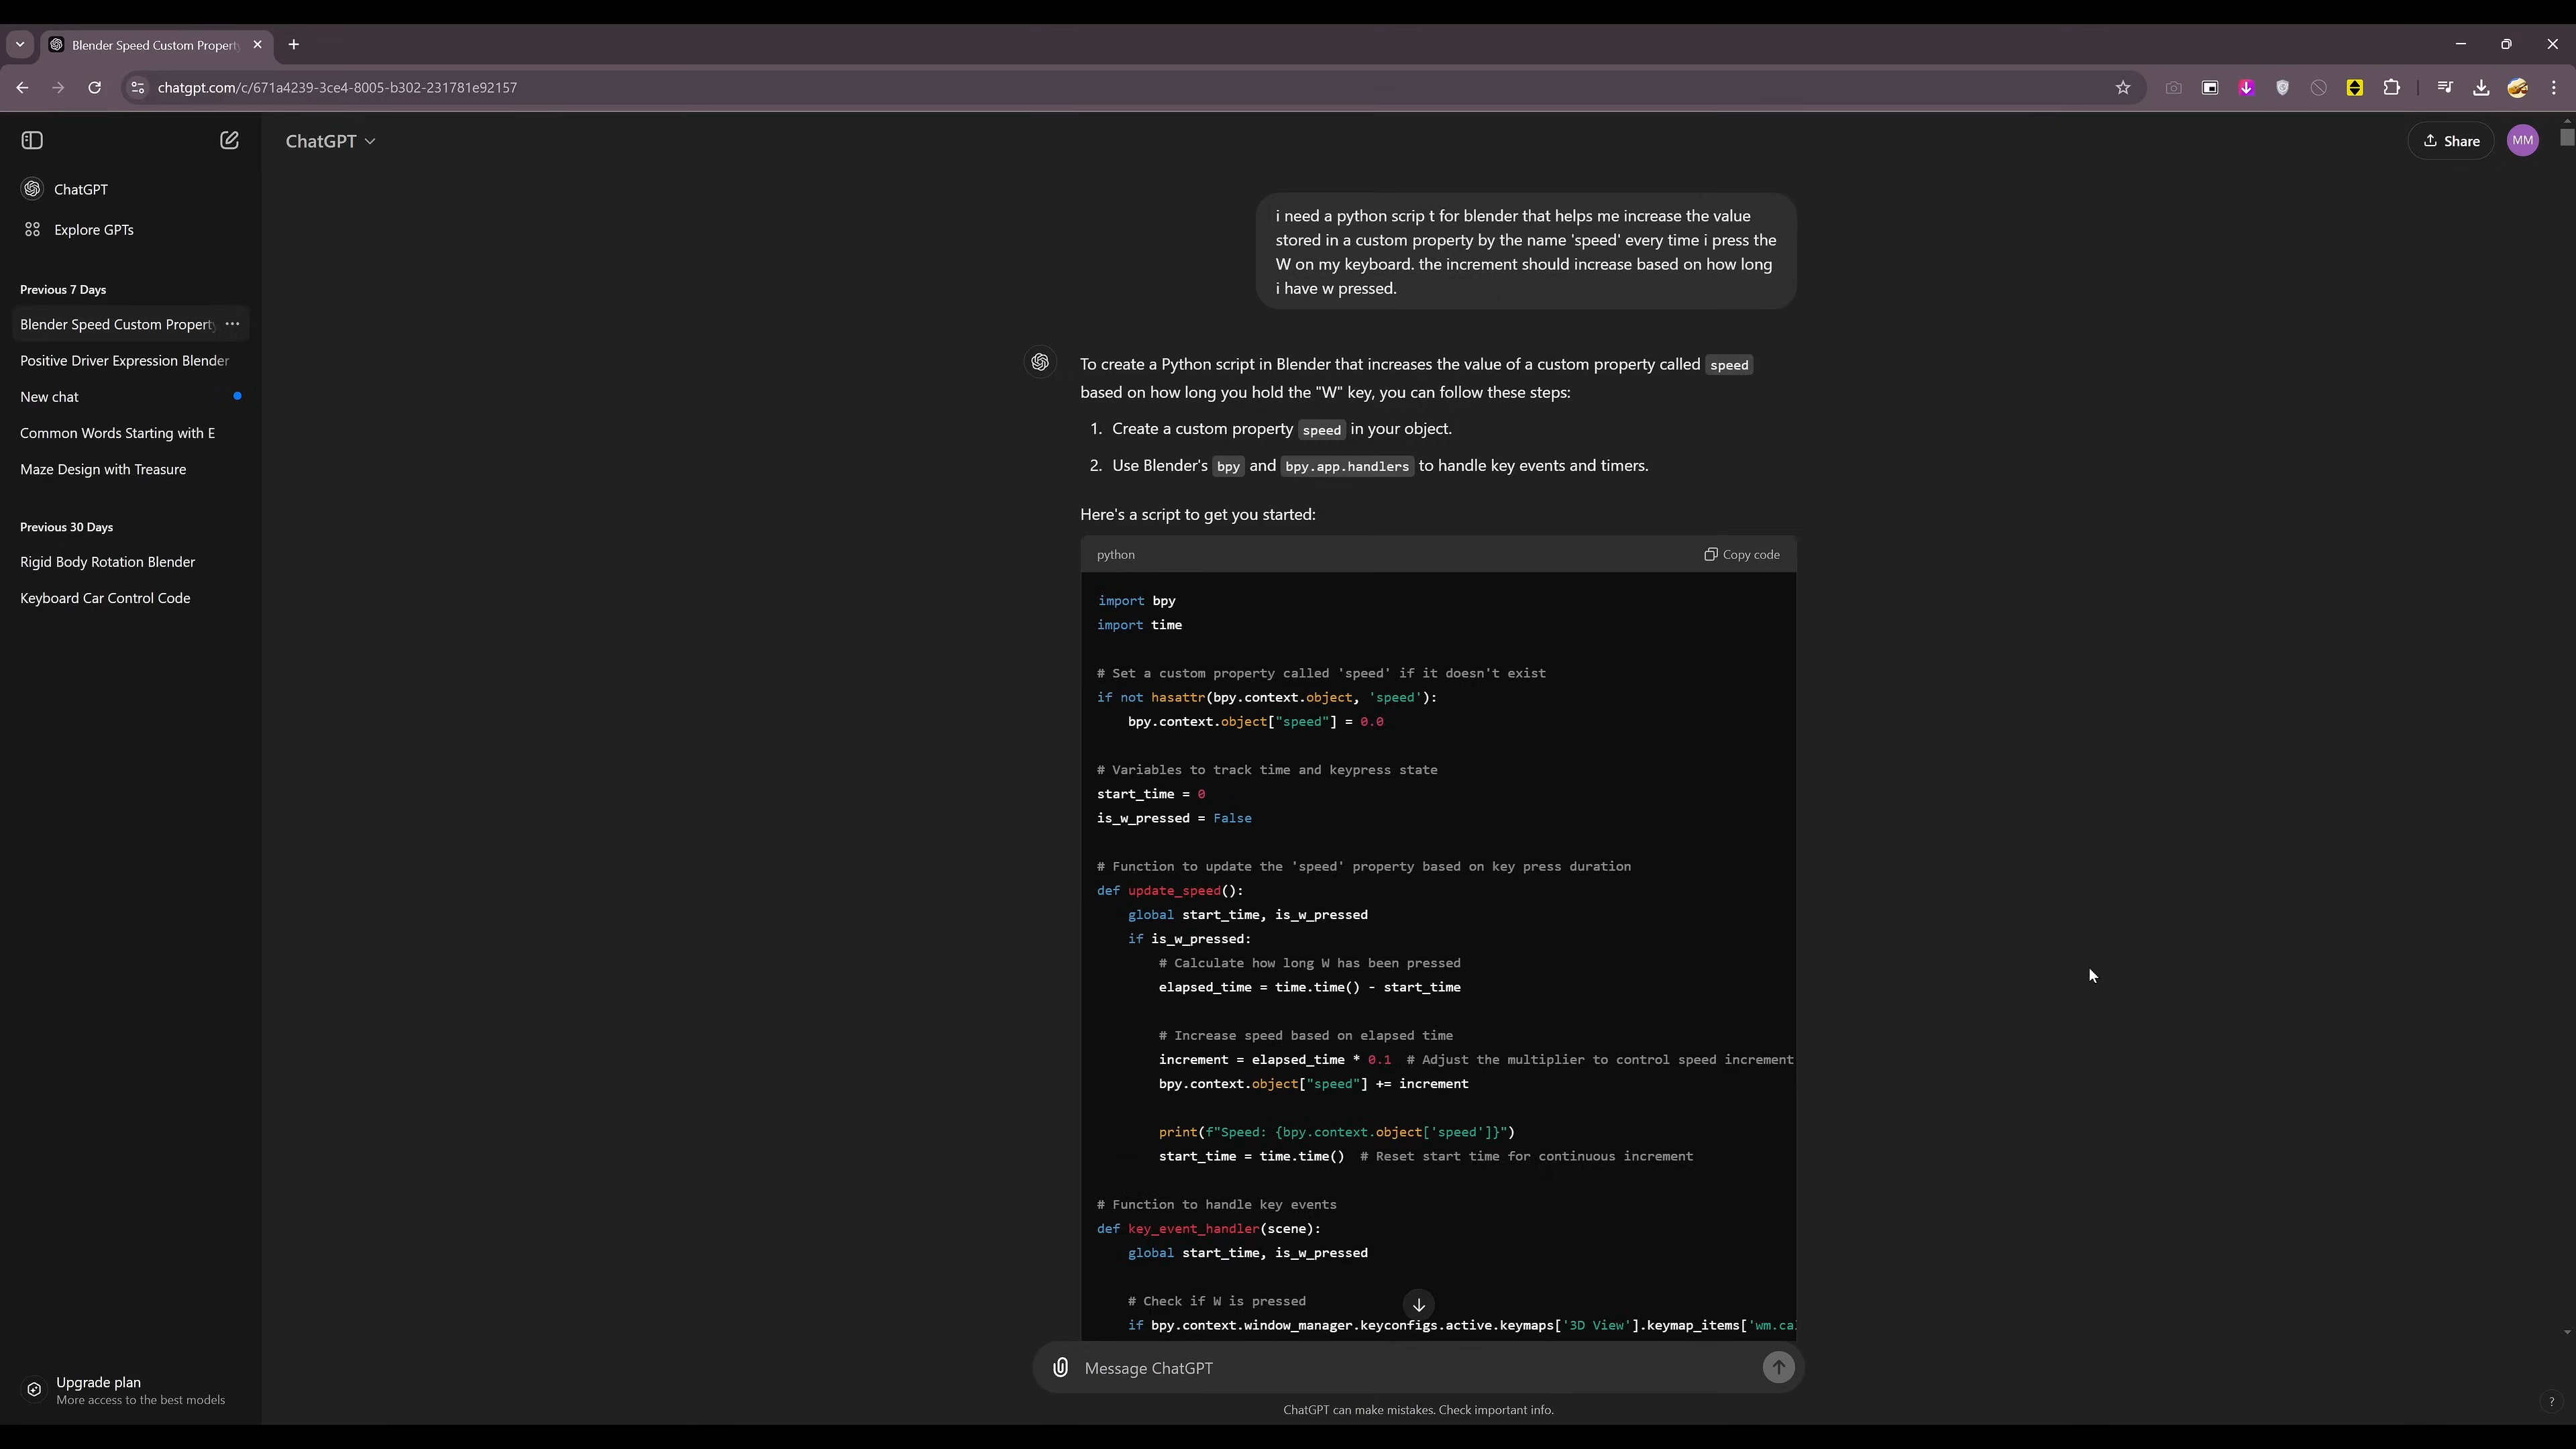 Blender Speed Custom Property
chatgpt.com/c/671a4239-3ce4-8005-b302-231781e92157
ChatGPT
Explore GPTs
Previous 7 Days
Blender Speed Custom Property
Positive Driver Expression Blender
New chat
Common Words Starting with E
Maze Design with Treasure
Previous 30 Days
Rigid Body Rotation Blender
Keyboard Car Control Code
Upgrade plan
More access to the best models
ChatGPT
Share
MM
i need a python scrip t for blender that helps me increase the value
stored in a custom property by the name 'speed' every time i press the
W on my keyboard. the increment should increase based on how long
i have w pressed.
To create a Python script in Blender that increases the value of a custom property called speed
based on how long you hold the "W" key, you can follow these steps:
1. Create a custom property speed in your object.
2. Use Blender's bpy and bpy.app.handlers to handle key events and timers.
Here's a script to get you started:
python
Copy code
import bpy
import time
# Set a custom property called 'speed' if it doesn't exist
if not hasattr(bpy.context.object, 'speed'):
    bpy.context.object["speed"] = 0.0
# Variables to track time and keypress state
start_time = 0
is_w_pressed = False
# Function to update the 'speed' property based on key press duration
def update_speed():
    global start_time, is_w_pressed
    if is_w_pressed:
        # Calculate how long W has been pressed
        elapsed_time = time.time() - start_time
        # Increase speed based on elapsed time
        increment = elapsed_time * 0.1  # Adjust the multiplier to control speed increment
        bpy.context.object["speed"] += increment
        print(f"Speed: {bpy.context.object['speed']}")
        start_time = time.time()  # Reset start time for continuous increment
# Function to handle key events
def key_event_handler(scene):
    global start_time, is_w_pressed
    # Check if W is pressed
    if bpy.context.window_manager.keyconfigs.active.keymaps['3D View'].keymap_items['wm.cal
Message ChatGPT
ChatGPT can make mistakes. Check important info.
?